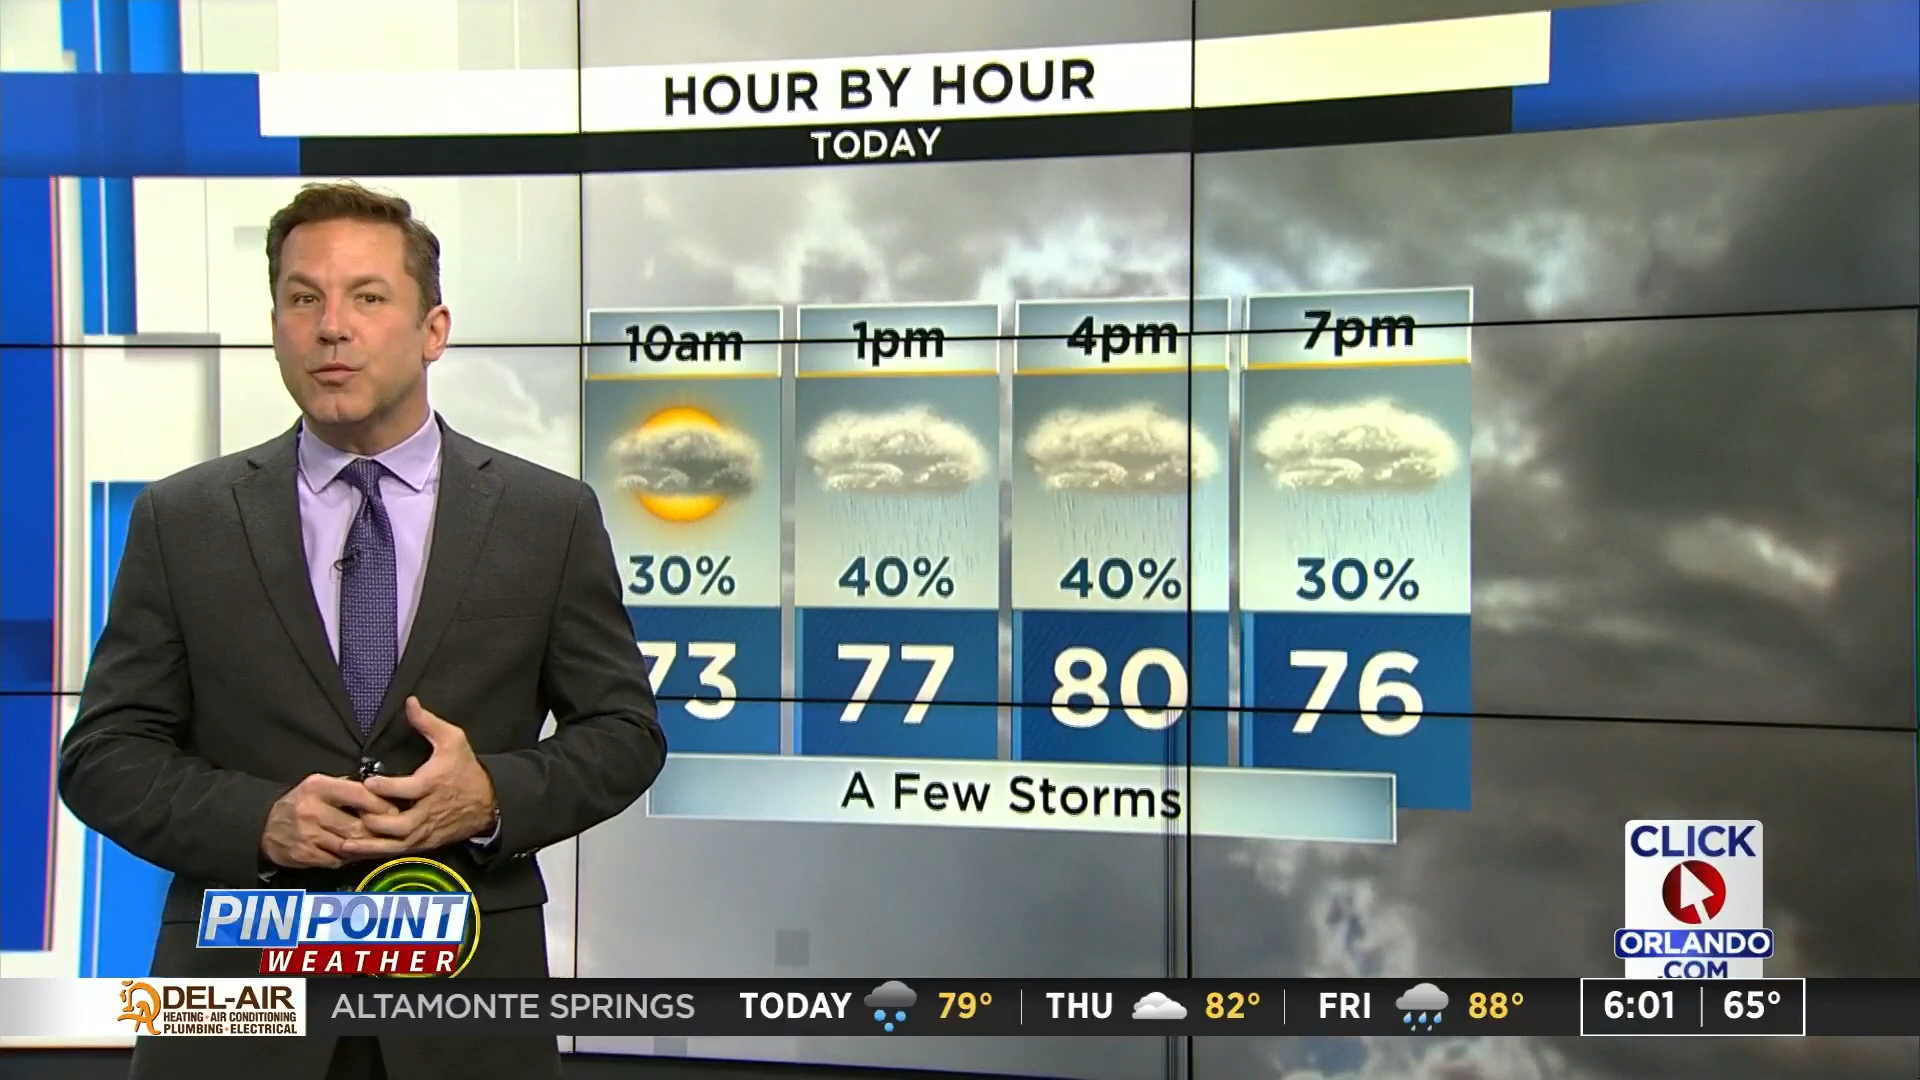 HOUR BY HOUR
TODAY
10am 1pm 4pm 7pm
30% 40% 40% 30%
73 77 80 76
A Few Storms
CLICK
ORLANDO
.COM
PINPOINT
WEATHER
DEL-AIR
HEATING · AIR CONDITIONING
PLUMBING · ELECTRICAL
ALTAMONTE SPRINGS TODAY 79° THU 82° FRI 88° 6:01 65°